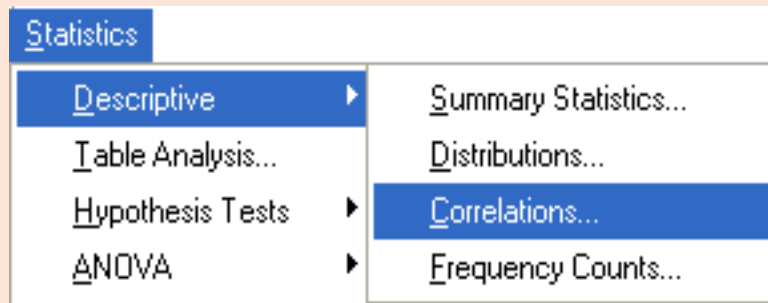 Statistics
Descriptive
Table Analysis...
Hypothesis Tests
ANOVA
Summary Statistics...
Distributions...
Correlations...
Frequency Counts...